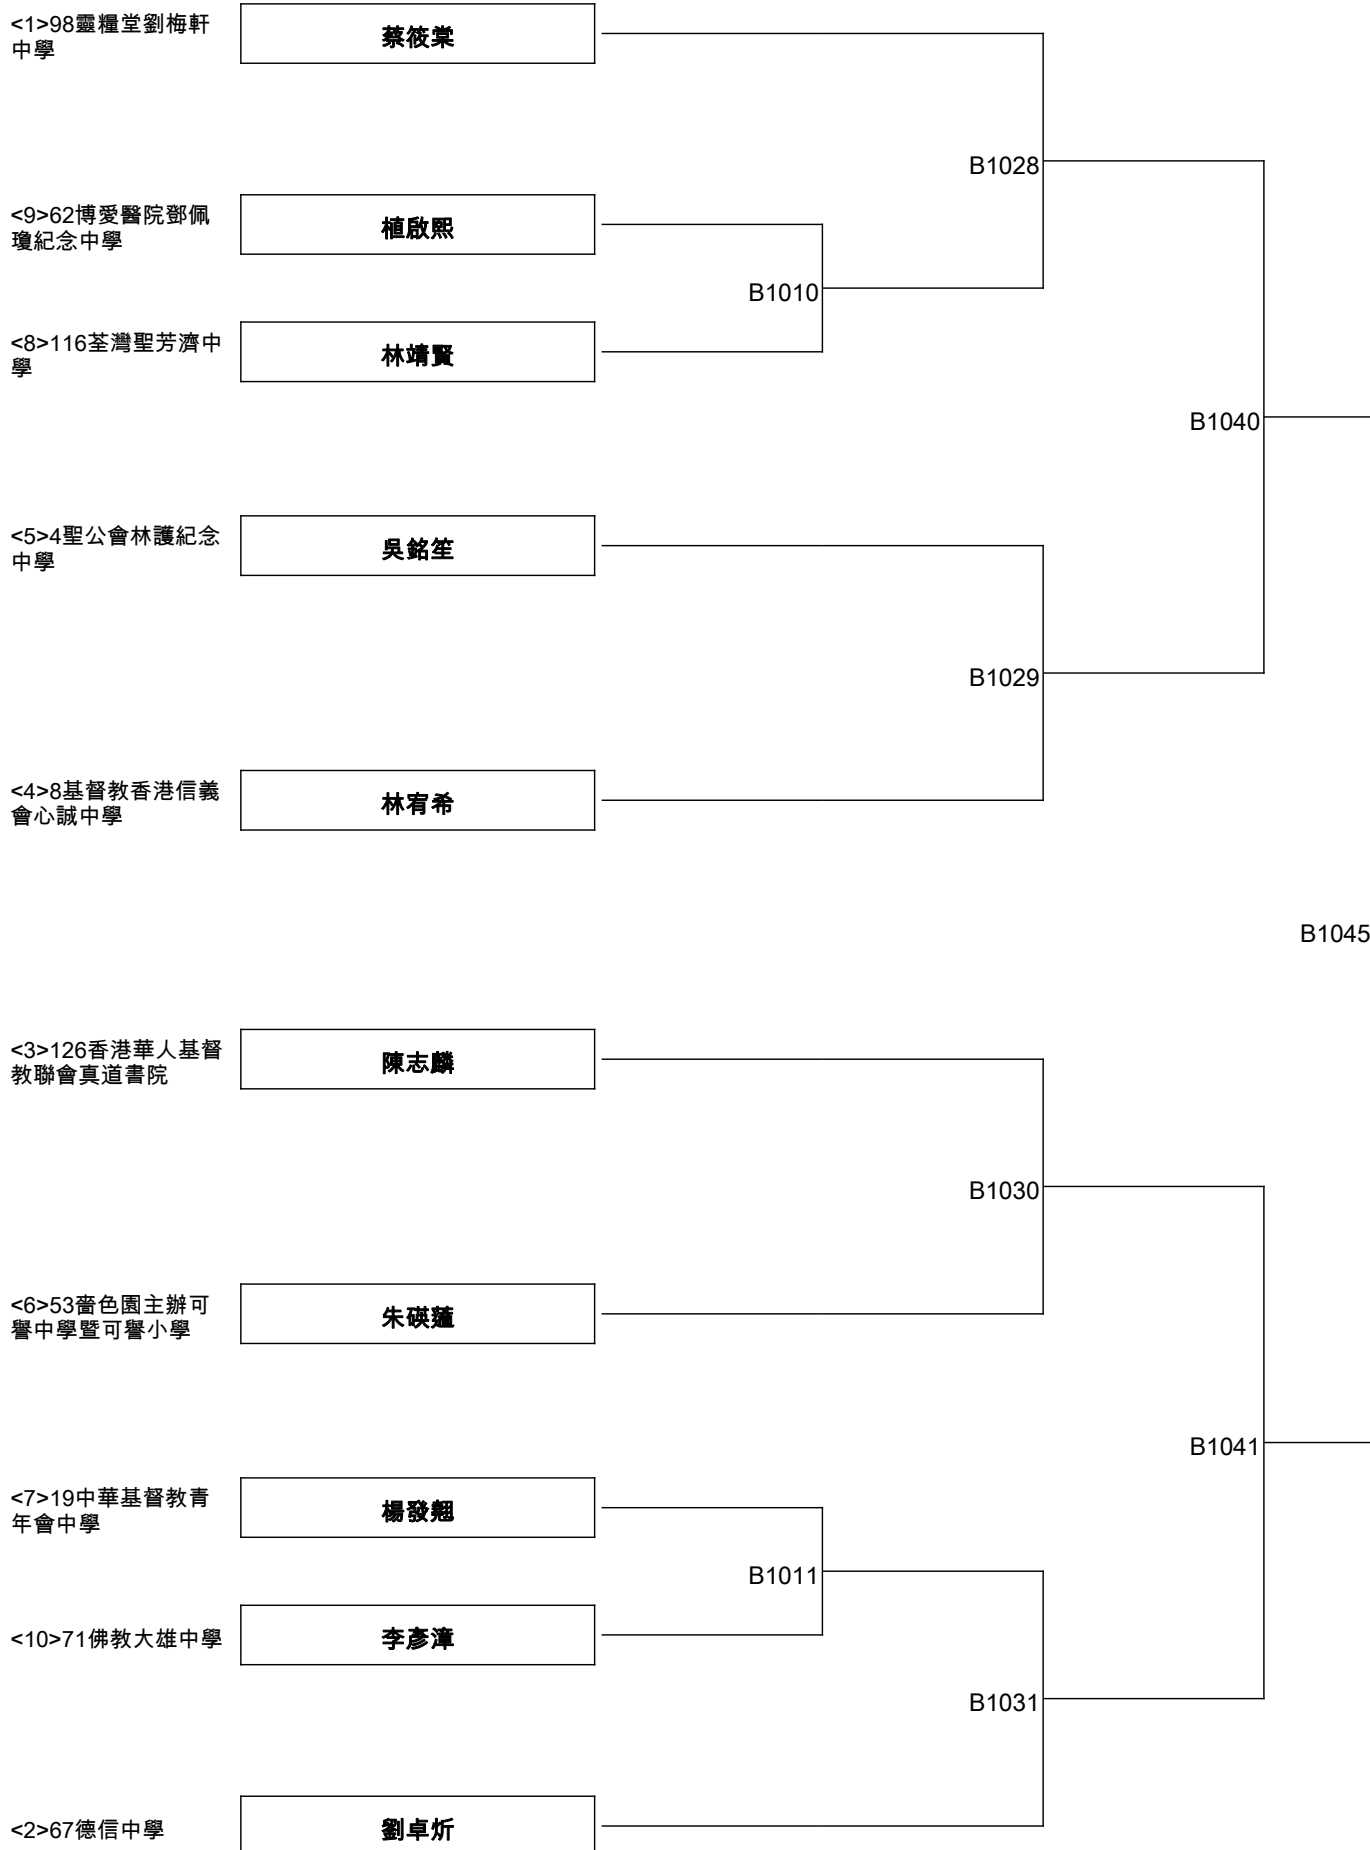 <1>98靈糧堂劉梅軒
中學
蔡筱棠
B1028
<9>62博愛醫院鄧佩
瓊紀念中學
植啟熙
B1010
<8>116荃灣聖芳濟中
學
林靖賢
B1040
<5>4聖公會林護紀念
中學
吳銘笙
B1029
<4>8基督教香港信義
會心誠中學
林宥希
B1045
<3>126香港華人基督
教聯會真道書院
陳志麟
B1030
<6>53嗇色園主辦可
譽中學暨可譽小學
朱碤蘊
B1041
<7>19中華基督教青
年會中學
楊發翹
B1011
<10>71佛教大雄中學
李彥漳
B1031
<2>67德信中學
劉卓炘